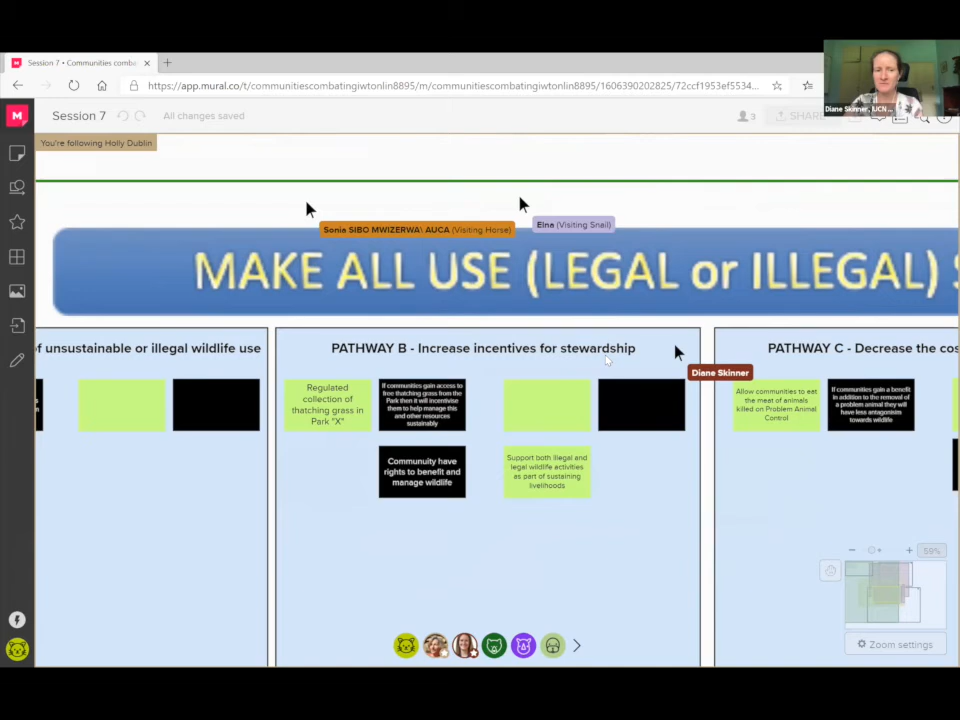 Session 7 • Communities comba
https://app.mural.co/t/communitiescombatingiwtonlin8895/m/communitiescombatingiwtonlin8895/1606390202825/72ccf1953ef5534...
Diane Skinner, IUCN ...
M
Session 7
All changes saved
3
SHARE
You're following Holly Dublin
Sonia SIBO MWIZERWA\ AUCA (Visiting Horse)
Elna (Visiting Snail)
MAKE ALL USE (LEGAL or ILLEGAL)
of unsustainable or illegal wildlife use
PATHWAY B - Increase incentives for stewardship
PATHWAY C - Decrease the cos
Diane Skinner
Regulated
collection of
thatching grass in
Park "X"
If communities gain access to
free thatching grass from the
Park then it will incentivise
them to help manage this
and other resources
sustainably
Allow communities to eat
the meat of animals
killed on Problem Animal
Control
If communities gain a benefit
in addition to the removal of
a problem animal they will
have less antagonism
towards wildlife
Commuunity have
rights to benefit and
manage wildlife
Support both illegal and
legal wildlife activities
as part of sustaining
livelihoods
59%
Zoom settings